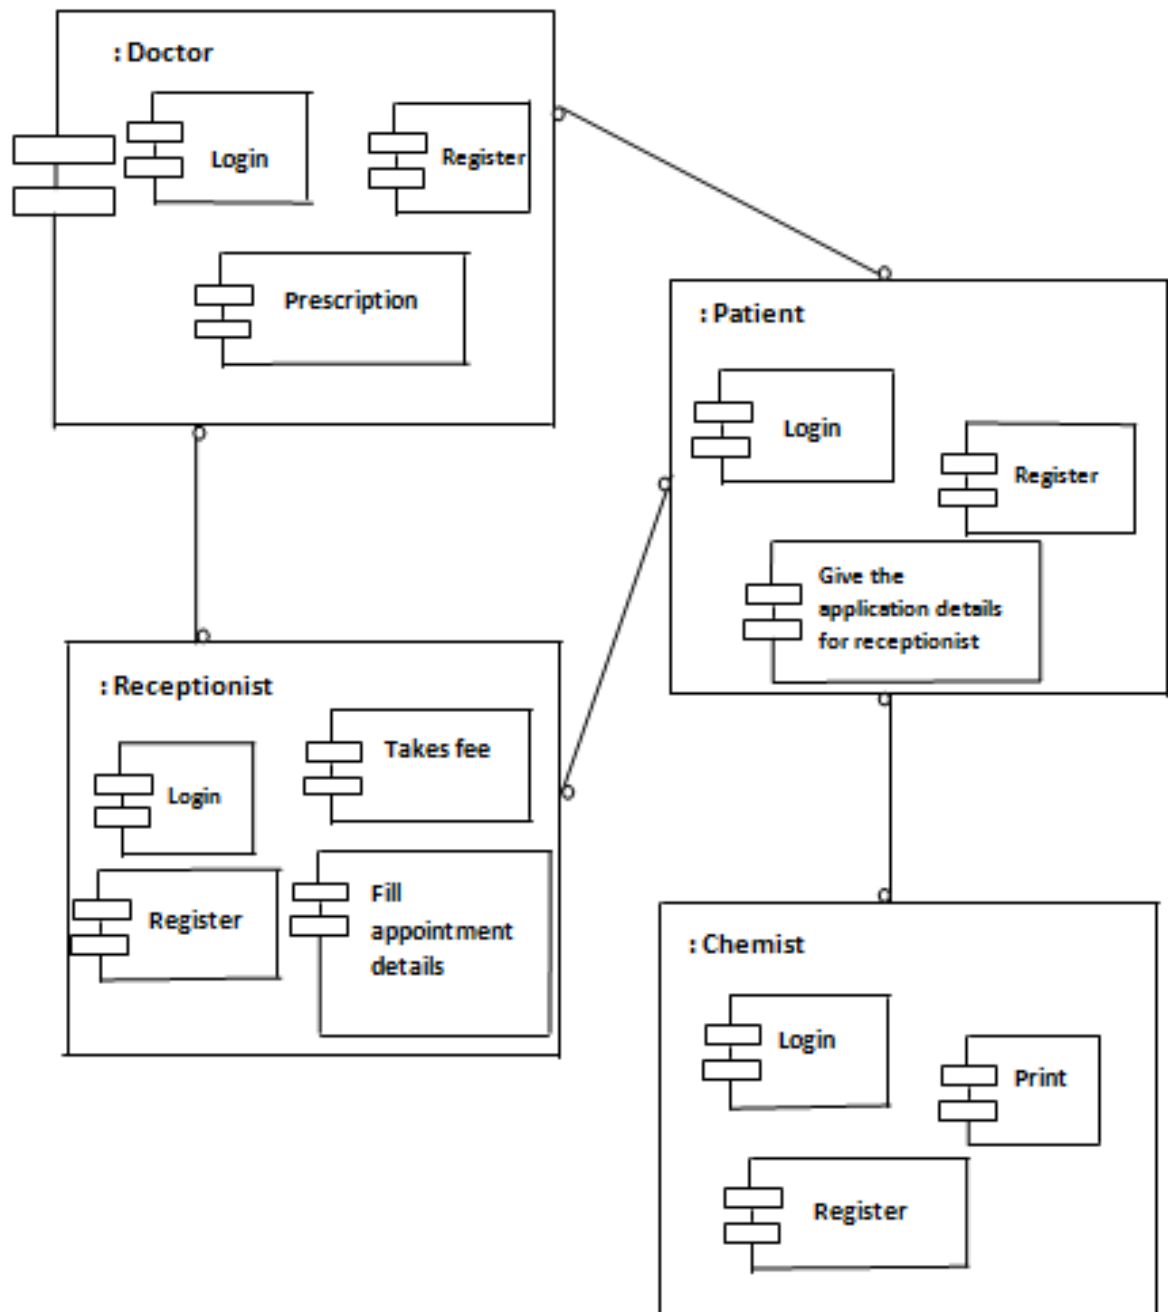 : Doctor
Login
Register
Prescription
: Patient
Login
Register
Give the
application details
for receptionist
: Receptionist
Takes fee
Login
Register
Fill
appointment
details
: Chemist
Login
Print
Register